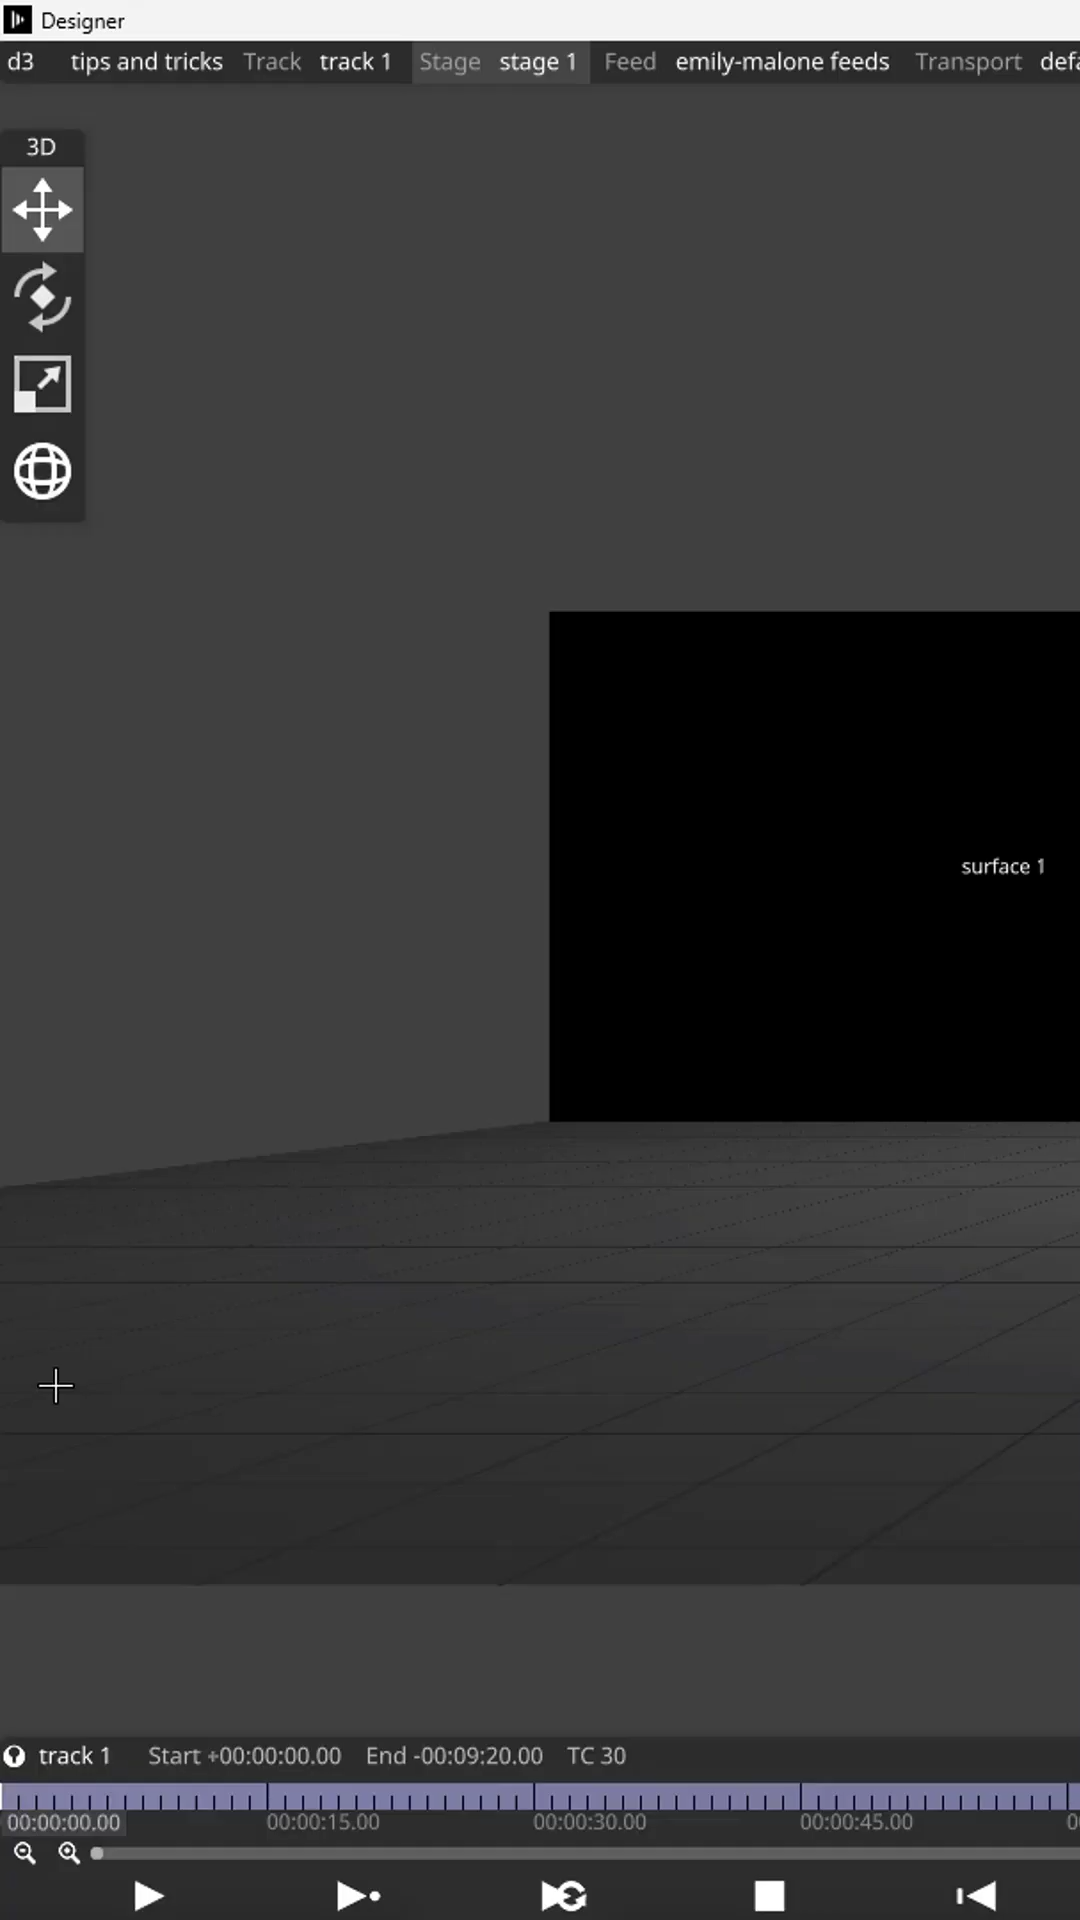 Designer
d3 tips and tricks Track track 1 Stage stage 1 Feed emily-malone feeds Transport defa
3D
surface 1
track 1 Start +00:00:00.00 End -00:09:20.00 TC 30
00:00:00.00 00:00:15.00 00:00:30.00 00:00:45.00